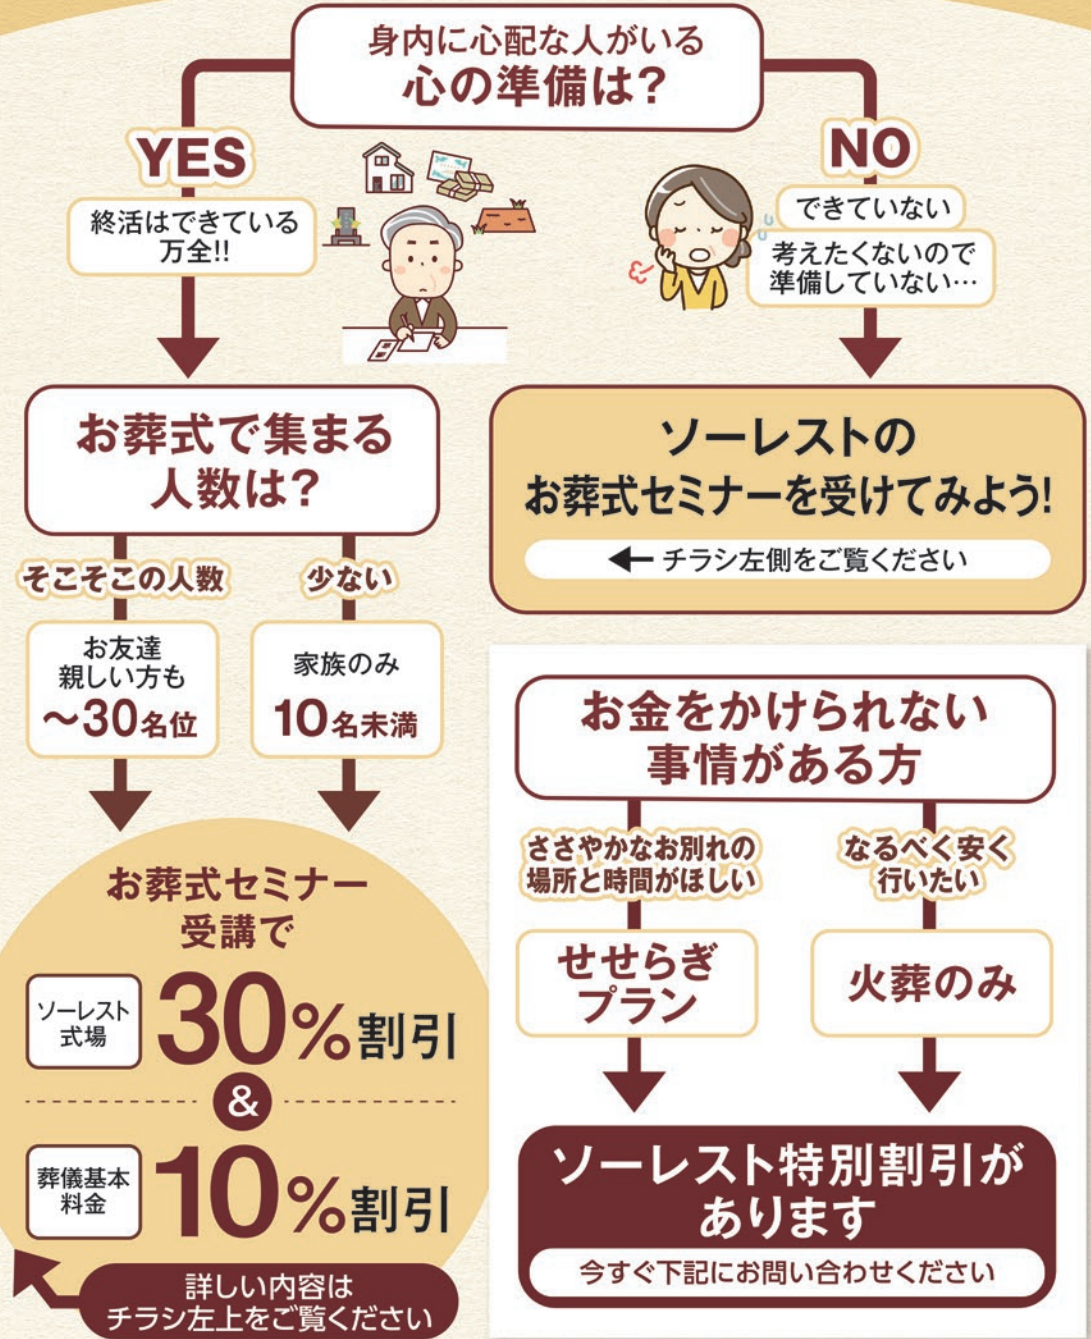 身内に心配な人がいる
心の準備は?
YES
終活はできている
万全!!
NO
できていない
考えたくないので
準備していない…
お葬式で集まる
人数は?
そこそこの人数
お友達
親しい方も
～30名位
少ない
家族のみ
10名未満
お葬式セミナー
受講で
ソーレスト
式場
30%割引
&
葬儀基本
料金
10%割引
詳しい内容は
チラシ左上をご覧ください
ソーレストの
お葬式セミナーを受けてみよう!
← チラシ左側をご覧ください
お金をかけられない
事情がある方
ささやかなお別れの
場所と時間がほしい
せせらぎ
プラン
なるべく安く
行いたい
火葬のみ
ソーレスト特別割引が
あります
今すぐ下記にお問い合わせください